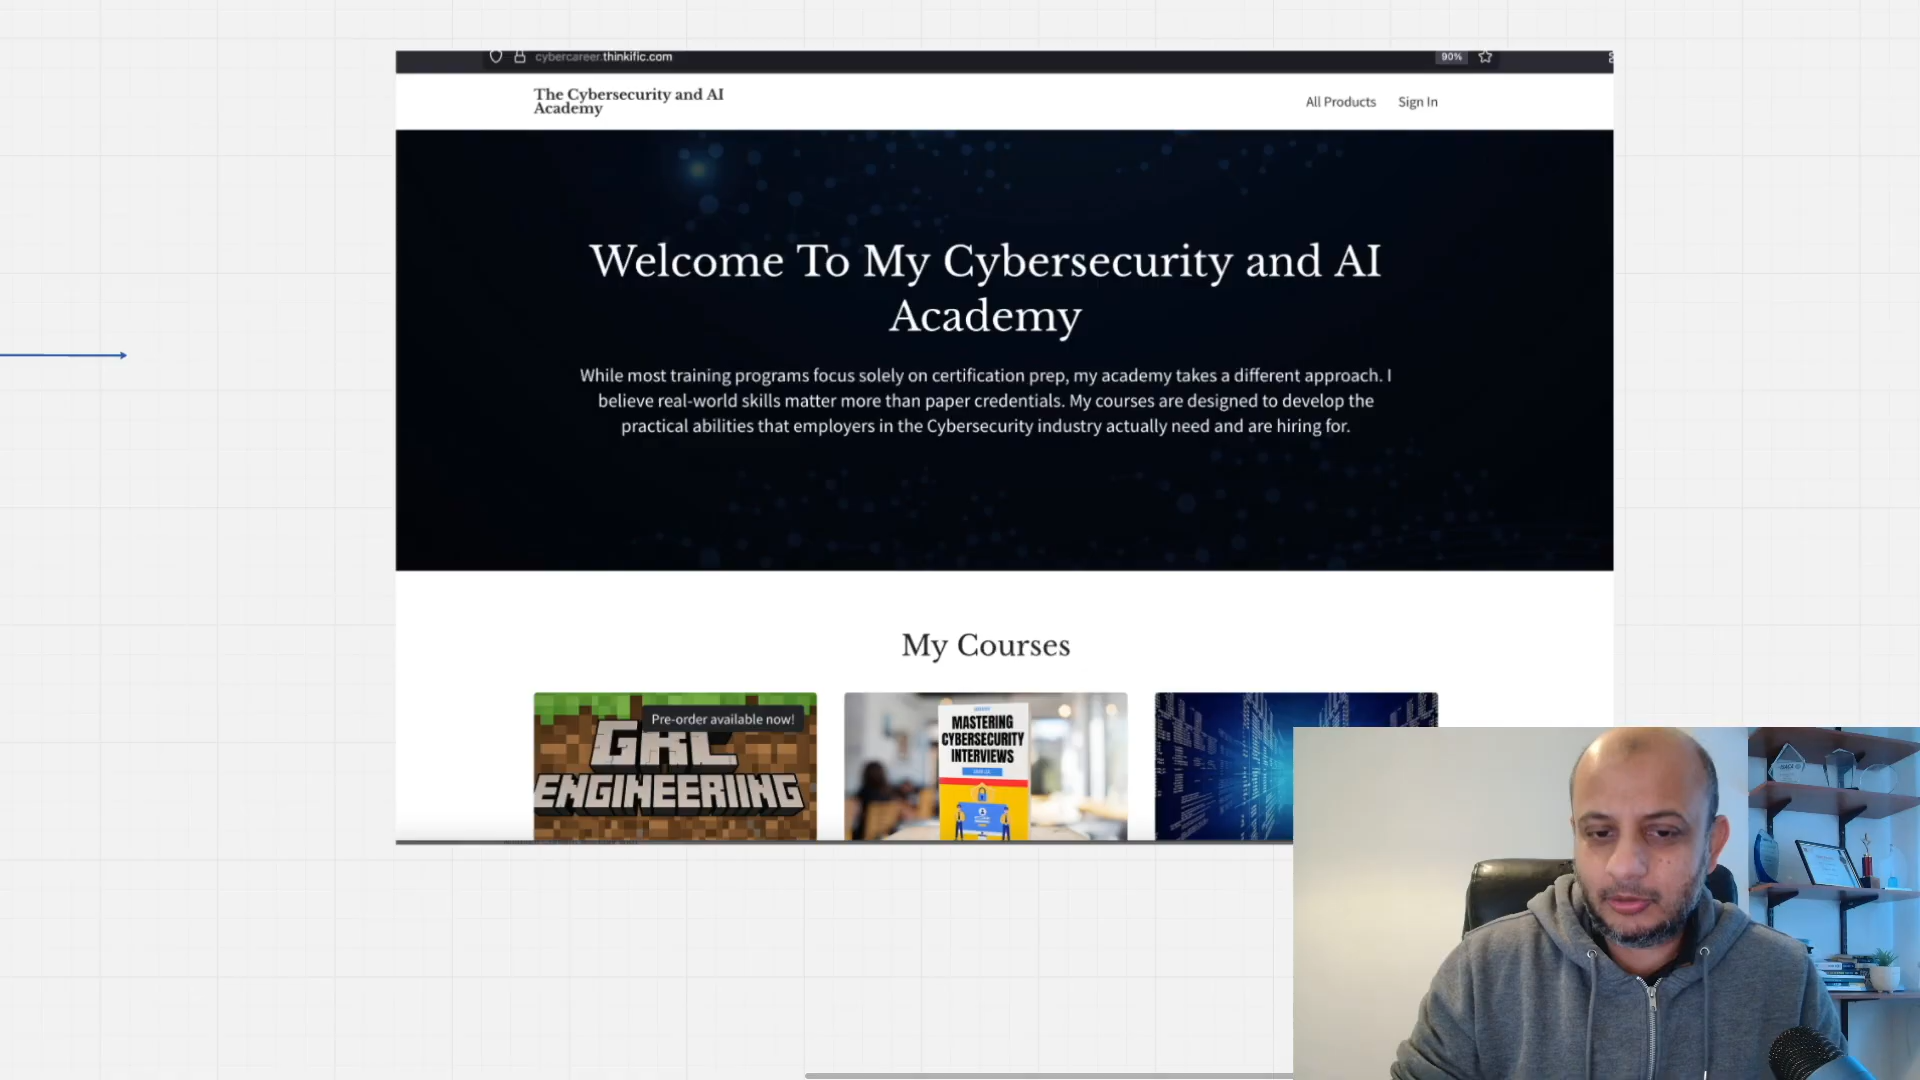 cybercareer.thinkific.com
90%
The Cybersecurity and AI
Academy
All Products
Sign In
Welcome To My Cybersecurity and AI
Academy
While most training programs focus solely on certification prep, my academy takes a different approach. I
believe real-world skills matter more than paper credentials. My courses are designed to develop the
practical abilities that employers in the Cybersecurity industry actually need and are hiring for.
My Courses
Pre-order available now!
GRC
ENGINEERING
MASTERING
CYBERSECURITY
INTERVIEWS